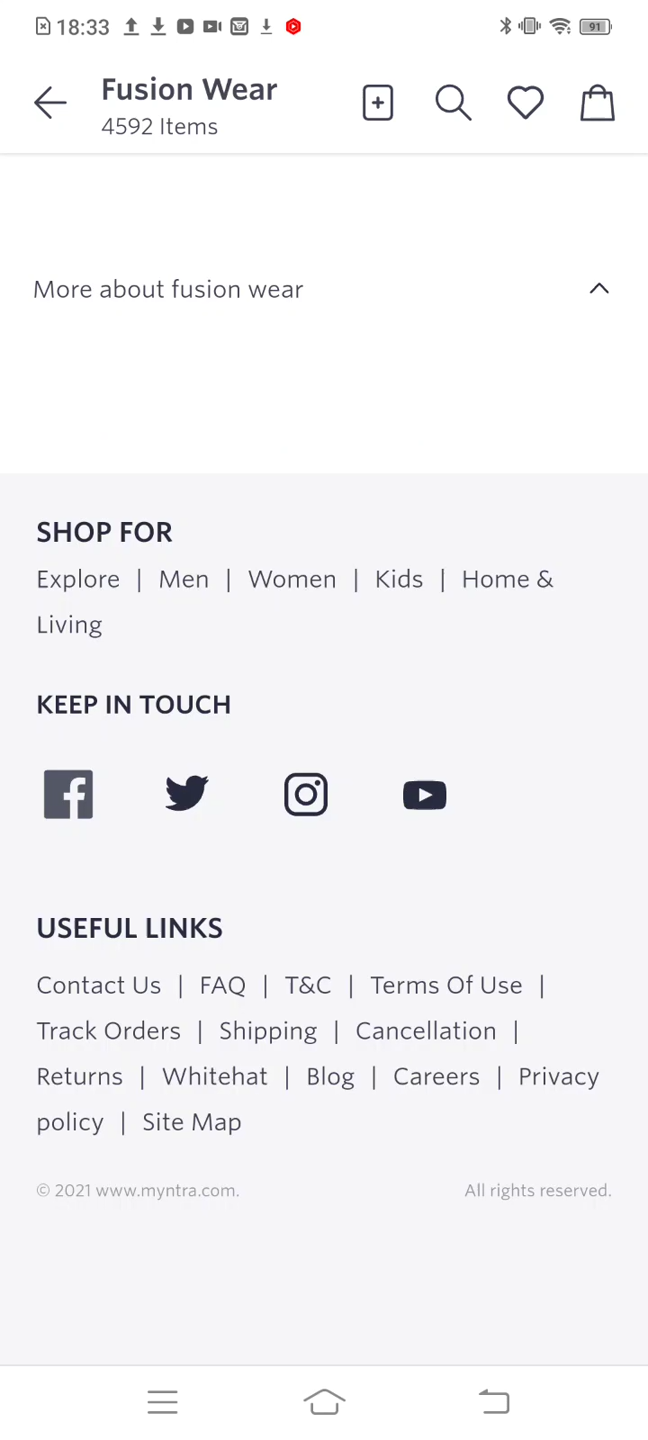 18:33
91
Fusion Wear
4592 Items
More about fusion wear
SHOP FOR
Explore | Men | Women | Kids | Home &
Living
KEEP IN TOUCH
USEFUL LINKS
Contact Us | FAQ | T&C | Terms Of Use |
Track Orders | Shipping | Cancellation |
Returns | Whitehat | Blog | Careers | Privacy
policy | Site Map
© 2021 www.myntra.com. All rights reserved.